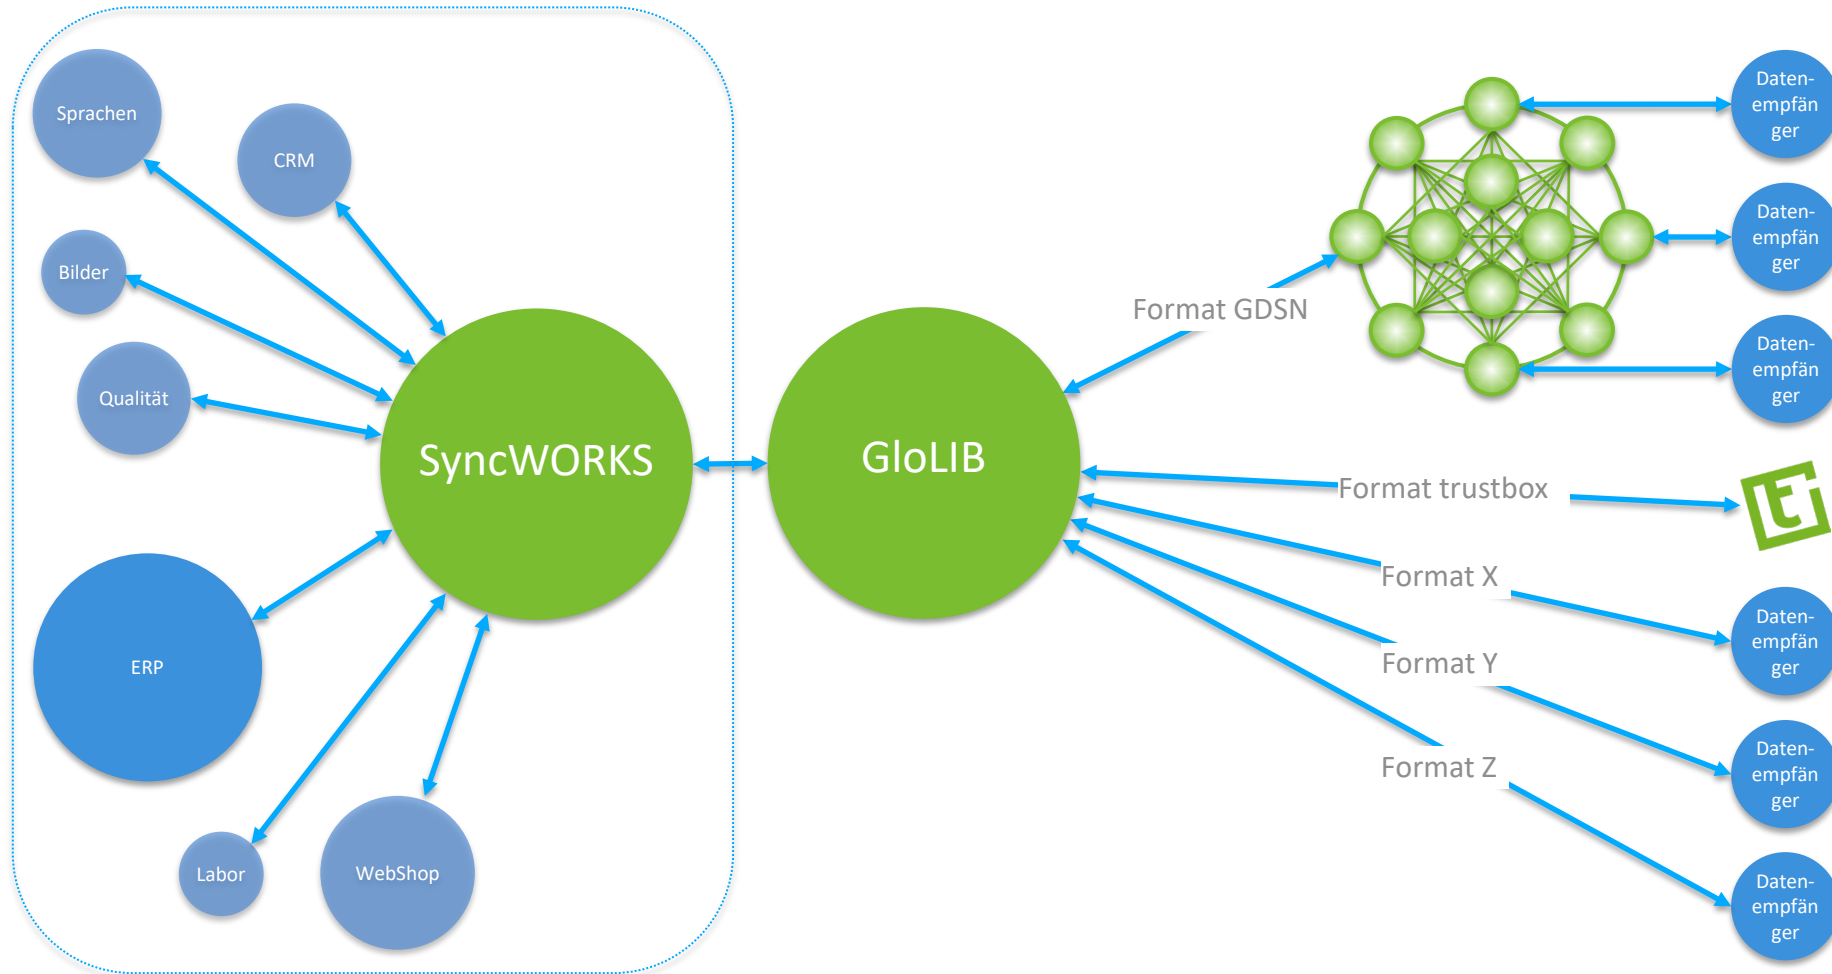 Sprachen
CRM
Bilder
Qualität
SyncWORKS
ERP
Labor
WebShop
GloLIB
Format GDSN
Format trustbox
Format X
Format Y
Format Z
Daten-
empfän
ger
Daten-
empfän
ger
Daten-
empfän
ger
t
Daten-
empfän
ger
Daten-
empfän
ger
Daten-
empfän
ger